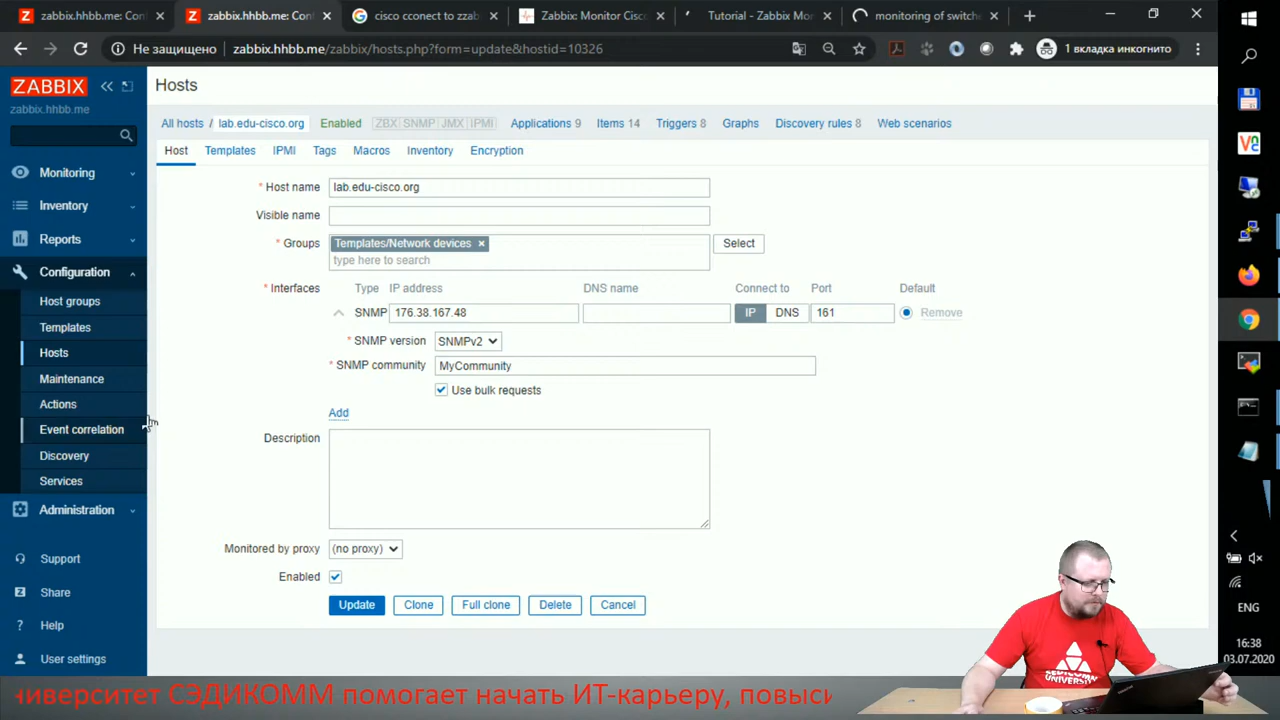 zabbix.hhbb.me: Con
zabbix.hhbb.me: Conf
cisco cconect to zzab
Zabbix: Monitor Cisc
Tutorial - Zabbix Mon
monitoring of switche
Не защищено
zabbix.hhbb.me/zabbix/hosts.php?form=update&hostid=10326
1 вкладка инкогнито
ZABBIX
zabbix.hhbb.me
Monitoring
Inventory
Reports
Configuration
Host groups
Templates
Hosts
Maintenance
Actions
Event correlation
Discovery
Services
Administration
Support
Share
Help
User settings
Hosts
All hosts / lab.edu-cisco.org Enabled ZBX SNMP JMX IPMI Applications 9 Items 14 Triggers 8 Graphs Discovery rules 8 Web scenarios
Host Templates IPMI Tags Macros Inventory Encryption
* Host name lab.edu-cisco.org
Visible name
* Groups Templates/Network devices × Select
type here to search
* Interfaces Type IP address DNS name Connect to Port Default
SNMP 176.38.167.48 IP DNS 161 Remove
* SNMP version SNMPv2
* SNMP community MyCommunity
Use bulk requests
Add
Description
Monitored by proxy (no proxy)
Enabled
Update Clone Full clone Delete Cancel
ENG
16:38
03.07.2020
SEDICOMM
UNIVERSITY
ниверситет СЭДИКОММ помогает начать ИТ-карьеру, повыси